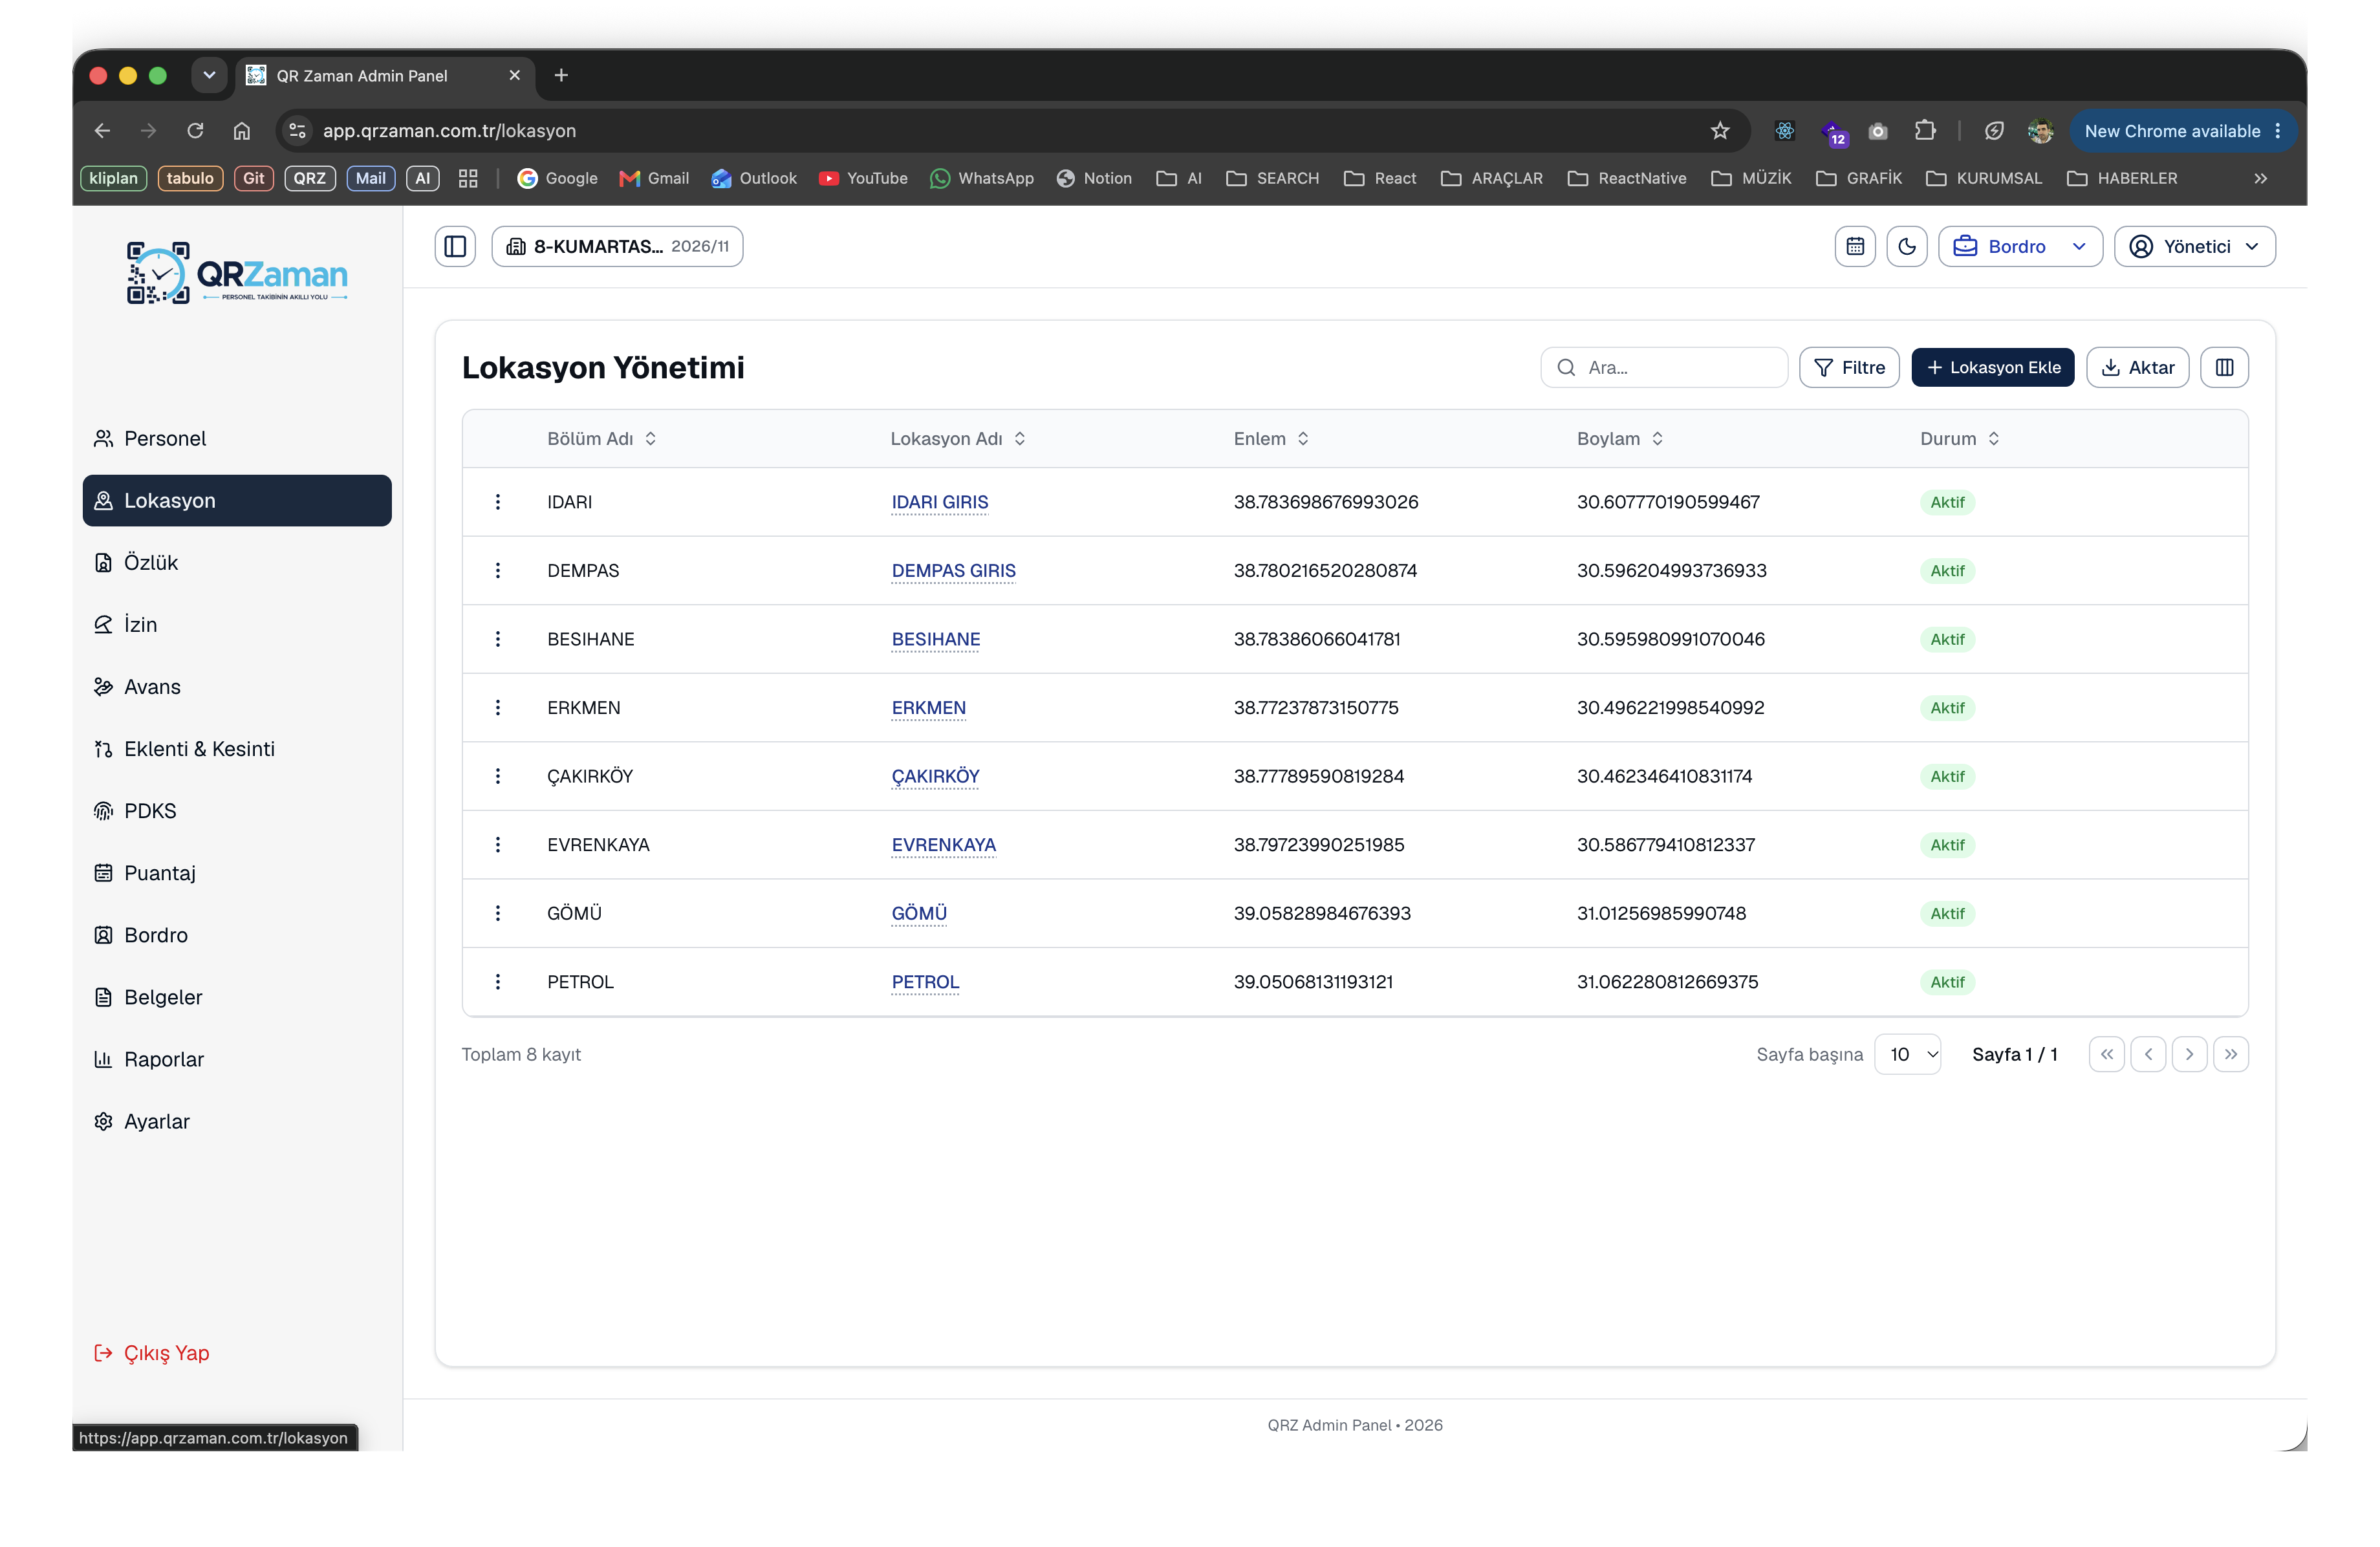 QR Zaman Admin Panel
app.qrzaman.com.tr/lokasyon
12
New Chrome available
kliplan tabulo Git QRZ Mail AI Google Gmail Outlook YouTube WhatsApp Notion AI SEARCH React ARAÇLAR ReactNative MÜZİK GRAFİK KURUMSAL HABERLER
QRZaman
PERSONEL TAKİBİNİN AKILLI YOLU
8-KUMARTAS... 2026/11
Bordro
Yönetici
Personel
Lokasyon
Özlük
İzin
Avans
Eklenti & Kesinti
PDKS
Puantaj
Bordro
Belgeler
Raporlar
Ayarlar
Çıkış Yap
Lokasyon Yönetimi
Ara...
Filtre
+ Lokasyon Ekle
Aktar
Bölüm Adı Lokasyon Adı Enlem Boylam Durum
IDARI IDARI GIRIS 38.783698676993026 30.607770190599467 Aktif
DEMPAS DEMPAS GIRIS 38.780216520280874 30.596204993736933 Aktif
BESIHANE BESIHANE 38.78386066041781 30.595980991070046 Aktif
ERKMEN ERKMEN 38.77237873150775 30.496221998540992 Aktif
ÇAKIRKÖY ÇAKIRKÖY 38.77789590819284 30.462346410831174 Aktif
EVRENKAYA EVRENKAYA 38.79723990251985 30.586779410812337 Aktif
GÖMÜ GÖMÜ 39.05828984676393 31.01256985990748 Aktif
PETROL PETROL 39.05068131193121 31.062280812669375 Aktif
Toplam 8 kayıt
Sayfa başına 10 Sayfa 1 / 1
QRZ Admin Panel • 2026
https://app.qrzaman.com.tr/lokasyon